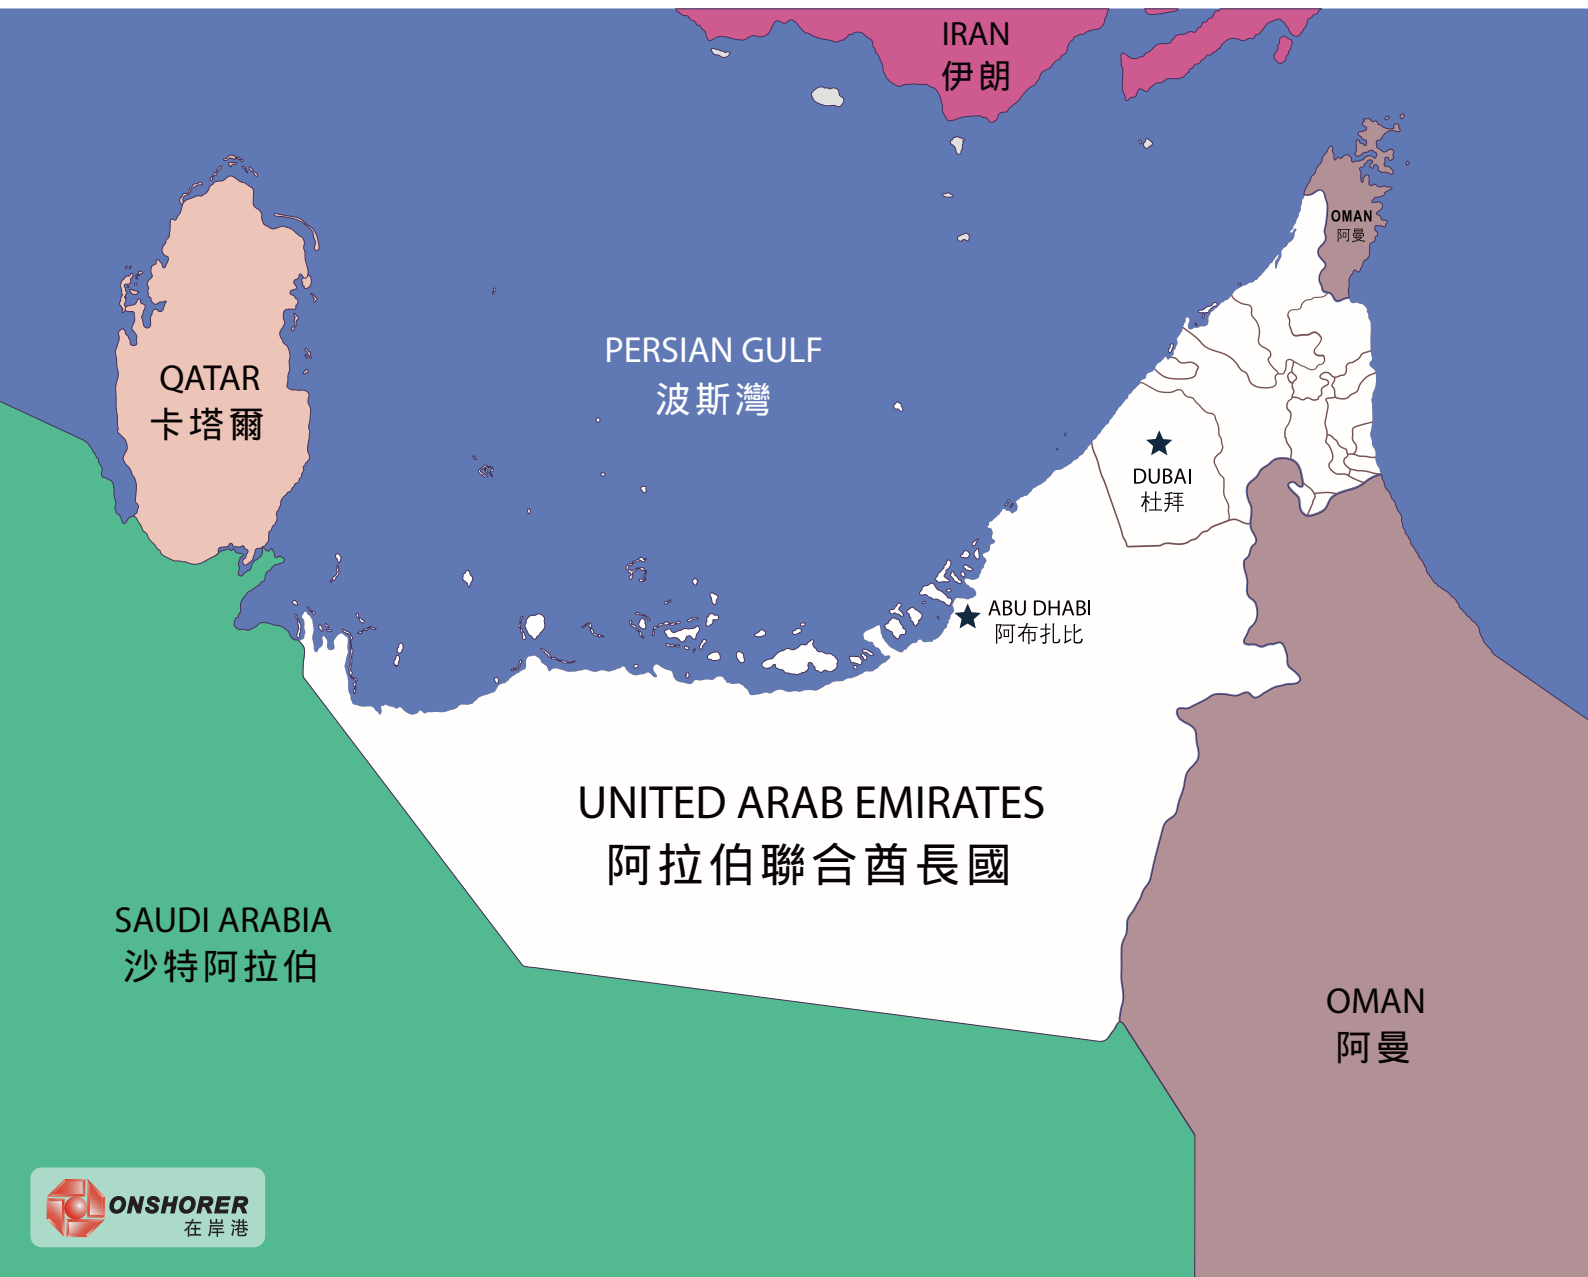 IRAN
伊朗
OMAN
阿曼
PERSIAN GULF
波斯灣
QATAR
卡塔爾
DUBAI
杜拜
ABU DHABI
阿布扎比
UNITED ARAB EMIRATES
阿拉伯聯合酋長國
SAUDI ARABIA
沙特阿拉伯
OMAN
阿曼
ONSHORER
在岸港